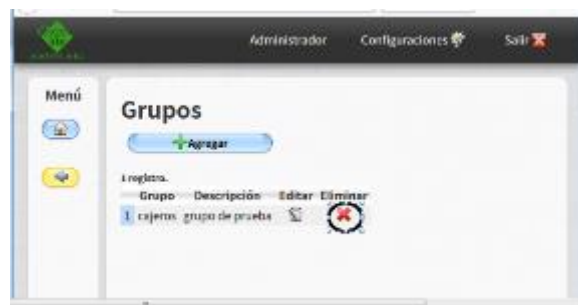 Administrador Configuraciones Salir
Menú
Grupos
Agregar
1 registro.
Grupo Descripción Editar Eliminar
1 cajeros grupo de prueba